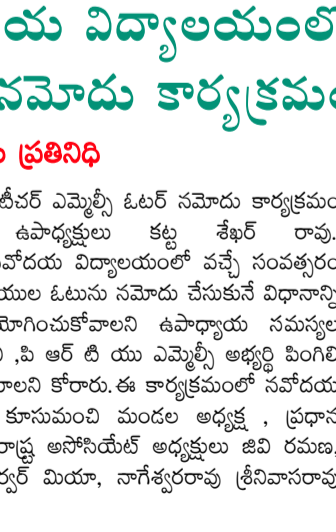 య విద్యాలయంలో
నమోదు కార్యక్రమం
ప్రతినిధి
టీచర్ ఎమ్మెల్సీ ఓటర్ నమోదు కార్యక్రమం
ఉపాధ్యక్షులు కట్ట శేఖర్ రావు.
వోదయ విద్యాలయంలో వచ్చే సంవత్సరం
యుల ఓటును నమోదు చేసుకునే విధానాన్ని
యోగించుకోవాలని ఉపాధ్యాయ సమస్యల
,పి ఆర్ టి యు ఎమ్మెల్సీ అభ్యర్థి పింగిలి
వాలని కోరారు.ఈ కార్యక్రమంలో నవోదయ
కూసుమంచి మండల అధ్యక్ష , ప్రధాన
రాష్ట్ర అసోసియేట్ అధ్యక్షులు జివి రమణ,
ర్వర్ మియా, నాగేశ్వరరావు శ్రీనివాసరావు